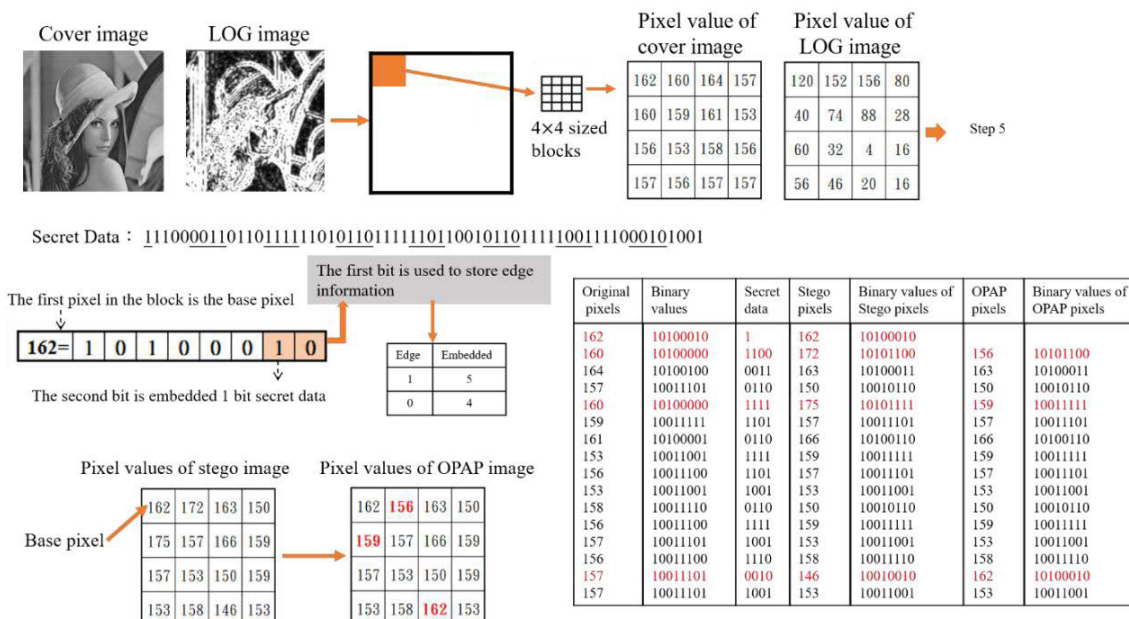 Cover image
LOG image
Pixel value of
cover image
Pixel value of
LOG image
162 160 164 157
160 159 161 153
156 153 158 156
157 156 157 157
120 152 156 80
40 74 88 28
60 32 4 16
56 46 20 16
4×4 sized
blocks
Step 5
Secret Data：1110000110110111111010110111111011001011011111001111000101001
The first bit is used to store edge
information
The first pixel in the block is the base pixel
162= 1 0 1 0 0 0 1 0
The second bit is embedded 1 bit secret data
Edge Embedded
1 5
0 4
Pixel values of stego image
162 172 163 150
175 157 166 159
157 153 150 159
153 158 146 153
Base pixel
Pixel values of OPAP image
162 156 163 150
159 157 166 159
157 153 150 159
153 158 162 153
Original pixels Binary values Secret data Stego pixels Binary values of Stego pixels OPAP pixels Binary values of OPAP pixels
162 10100010 1 162 10100010
160 10100000 1100 172 10101100 156 10101100
164 10100100 0011 163 10100011 163 10100011
157 10011101 0110 150 10010110 150 10010110
160 10100000 1111 175 10101111 159 10011111
159 10011111 1101 157 10011101 157 10011101
161 10100001 0110 166 10100110 166 10100110
153 10011001 1111 159 10011111 159 10011111
156 10011100 1101 157 10011101 157 10011101
153 10011001 1001 153 10011001 153 10011001
158 10011110 0110 150 10010110 150 10010110
156 10011100 1111 159 10011111 159 10011111
157 10011101 1001 153 10011001 153 10011001
156 10011100 1110 158 10011110 158 10011110
157 10011101 0010 146 10010010 162 10100010
157 10011101 1001 153 10011001 153 10011001